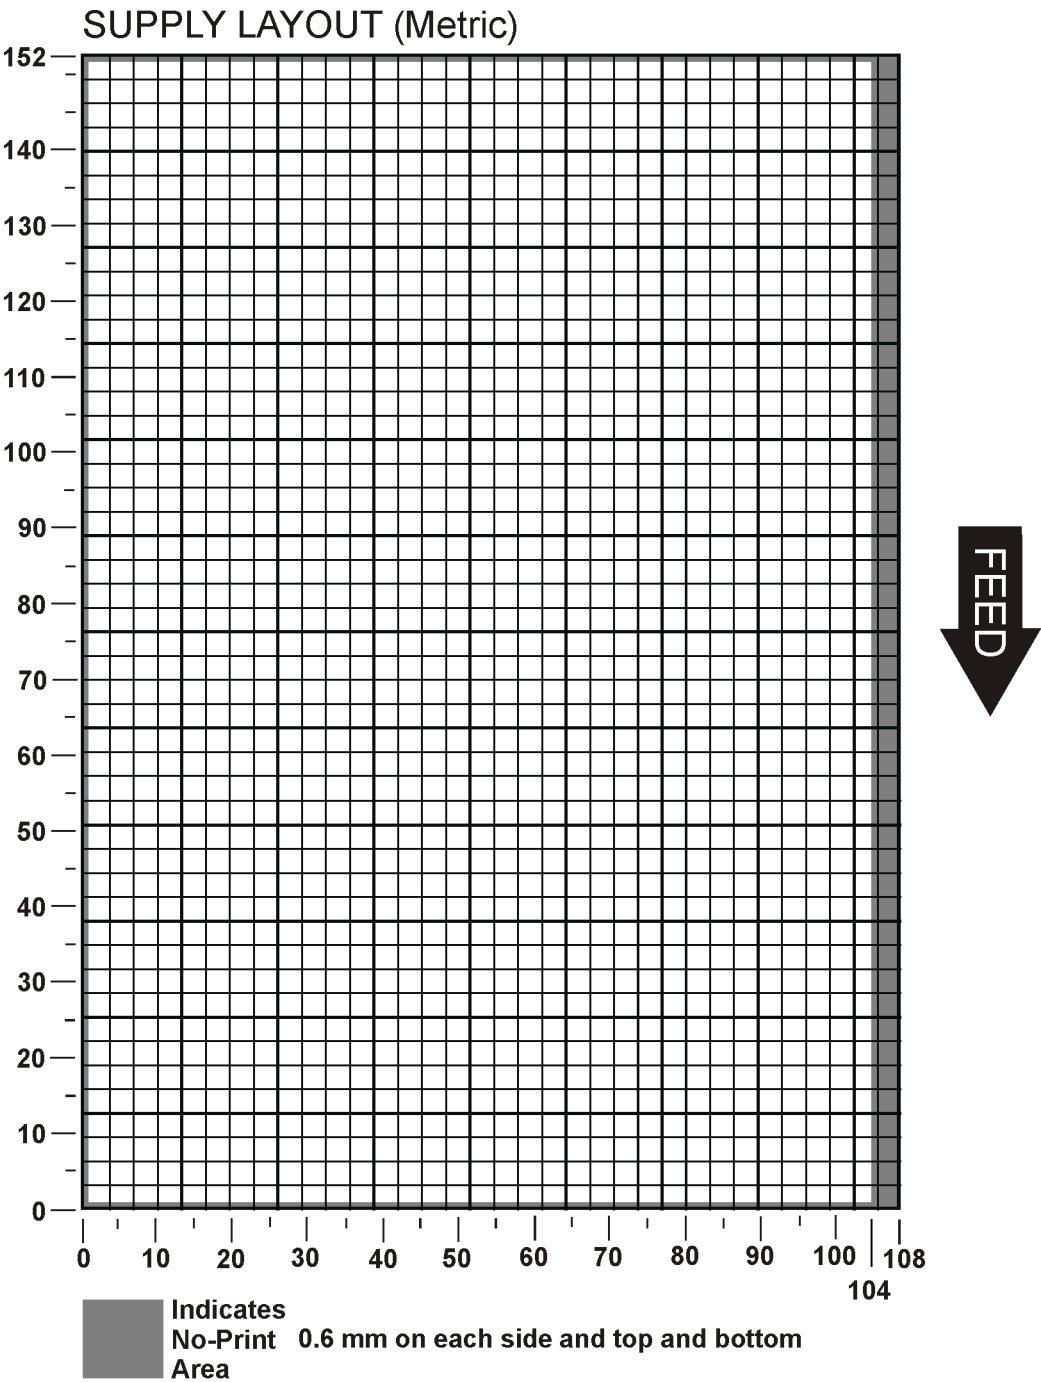 SUPPLY LAYOUT (Metric)
152
140
130
120
110
100
90
80
70
60
50
40
30
20
10
0
FEED
0 10 20 30 40 50 60 70 80 90 100 108
104
Indicates
No-Print 0.6 mm on each side and top and bottom
Area